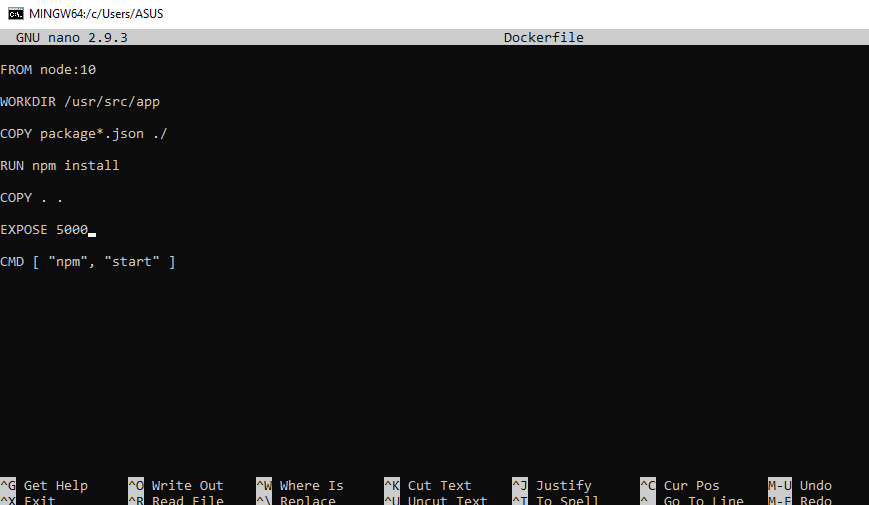 MINGW64:/c/Users/ASUS
GNU nano 2.9.3 Dockerfile
FROM node:10
WORKDIR /usr/src/app
COPY package*.json ./
RUN npm install
COPY . .
EXPOSE 5000
CMD [ "npm", "start" ]
^G Get Help ^O Write Out ^W Where Is ^K Cut Text ^J Justify ^C Cur Pos M-U Undo
^X Exit ^R Read File ^\ Replace ^U Uncut Text ^T To Spell ^_ Go To Line M-E Redo